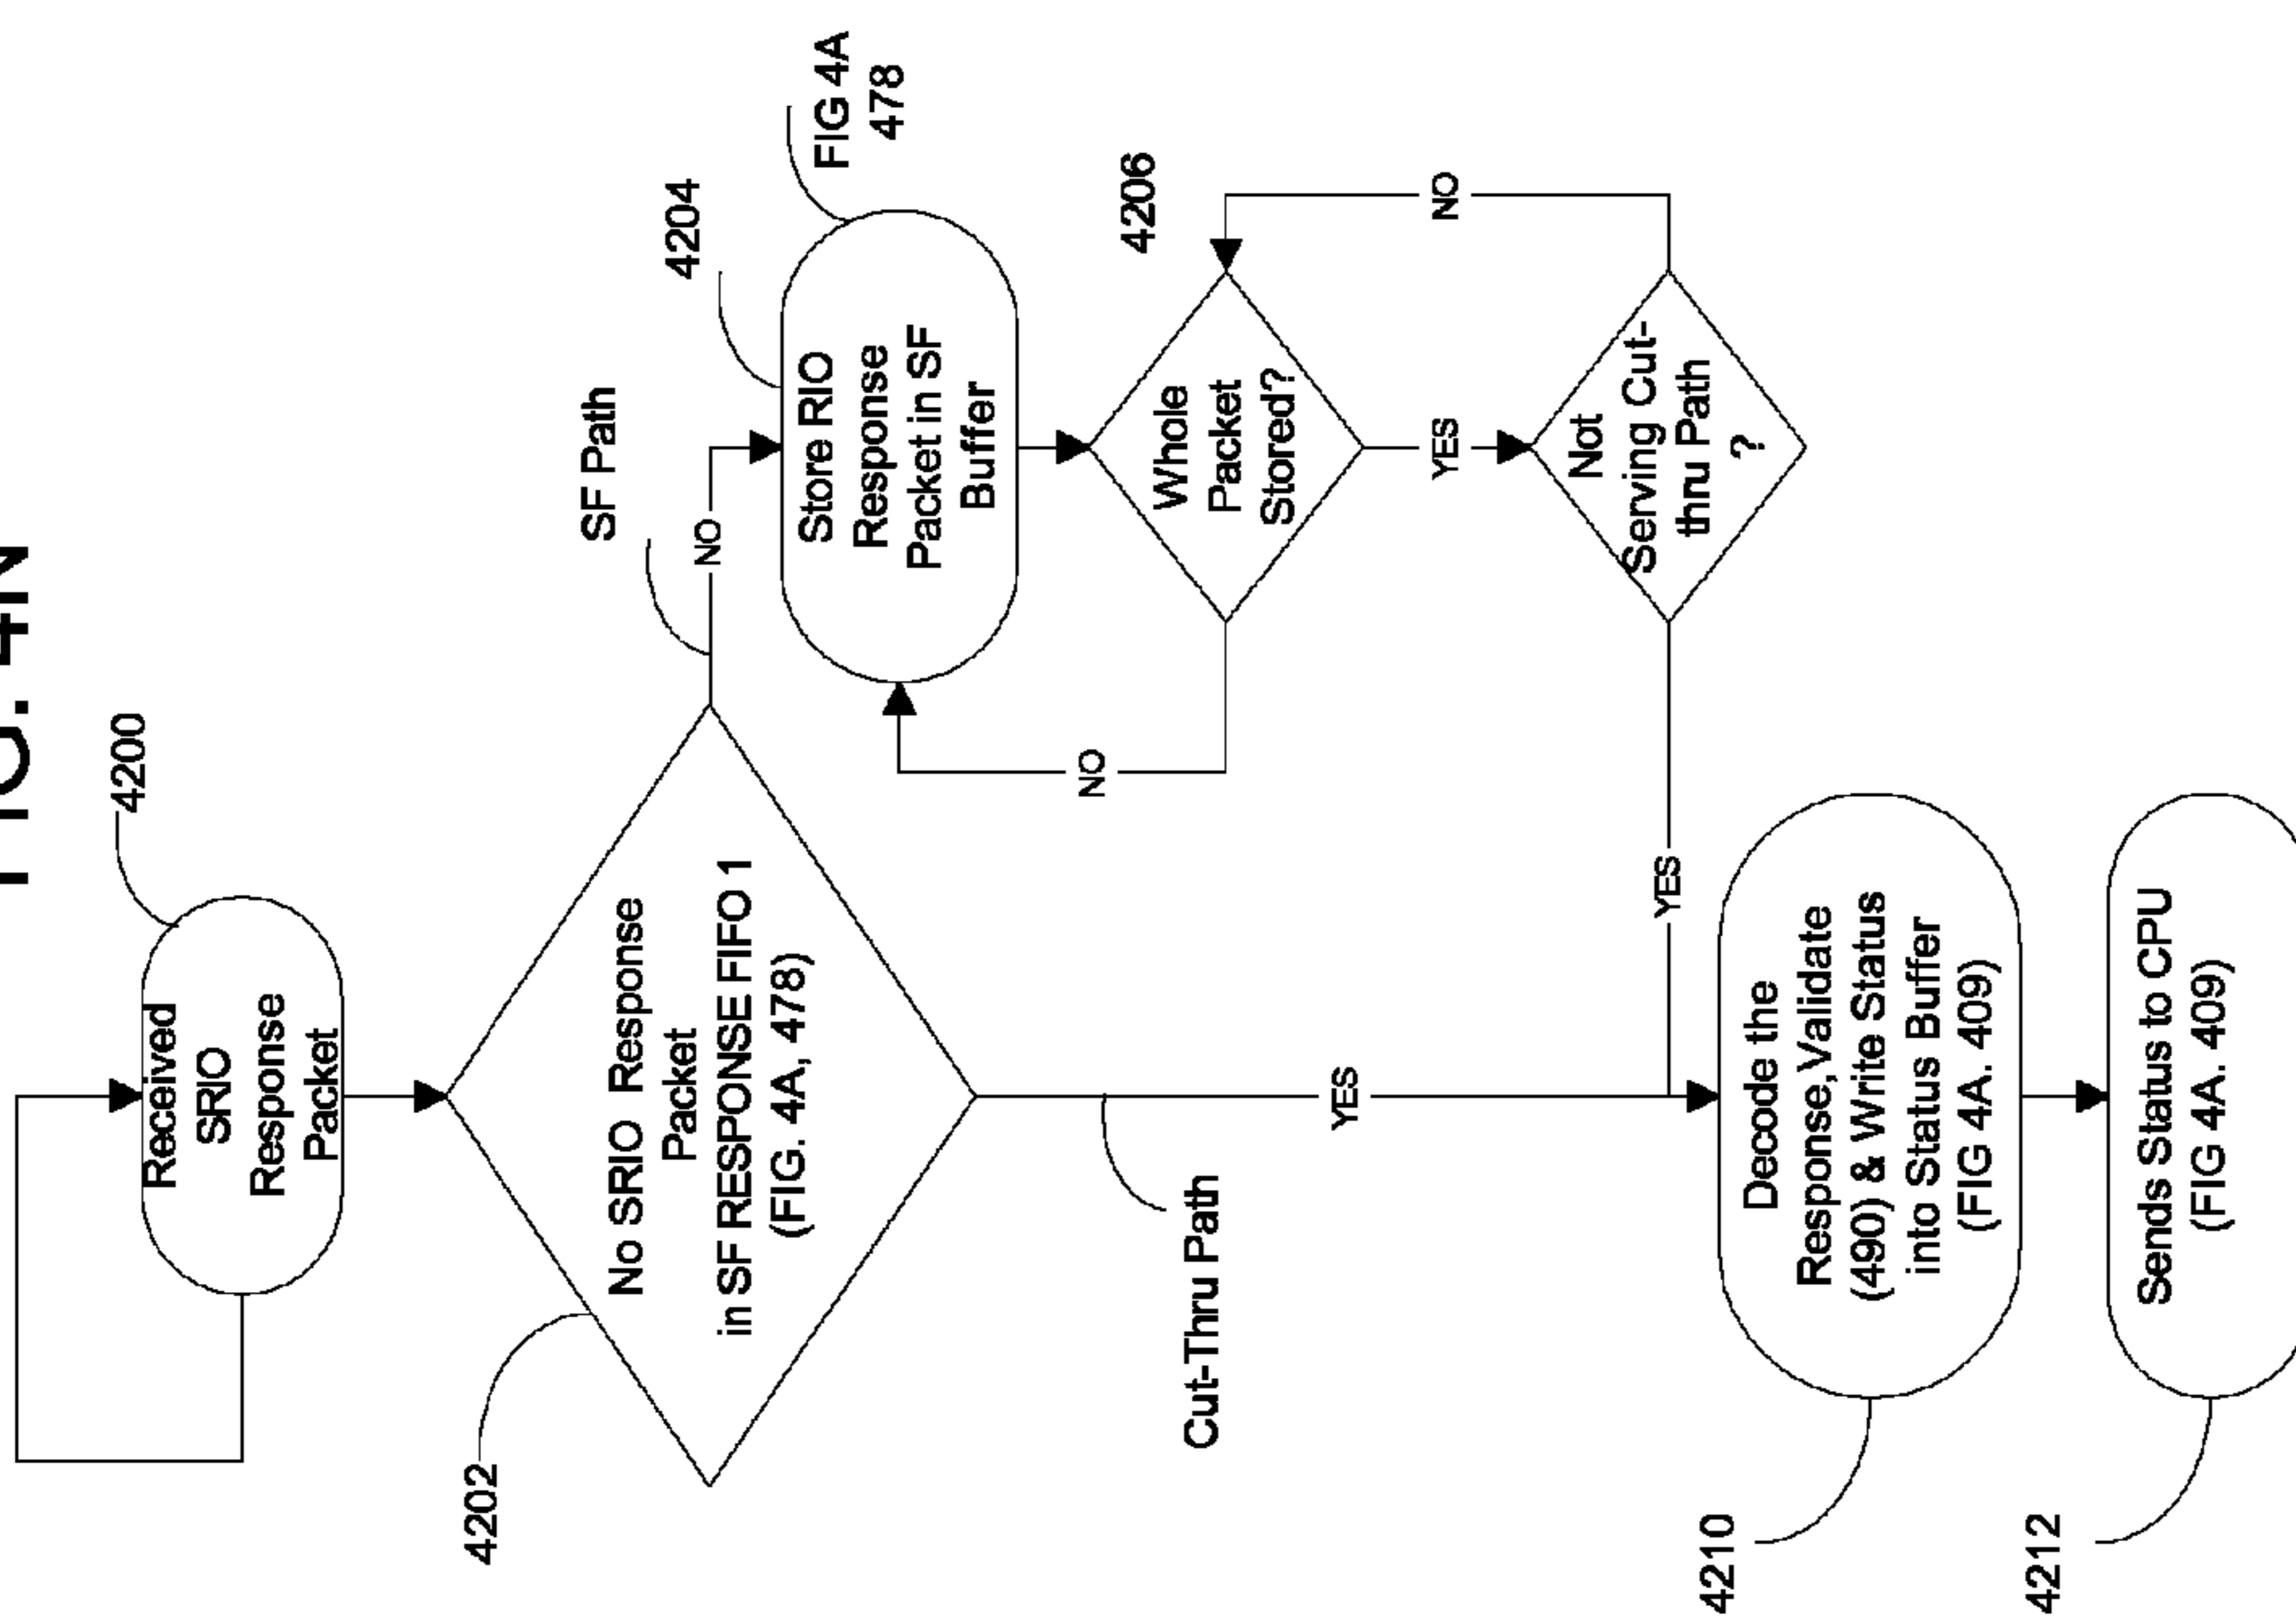 FIG. 4N
Received
SRIO
Response
Packet
4200
No SRIO Response
Packet
in SF RESPONSE FIFO 1
(FIG. 4A, 478)
4202
SF Path
NO
Store RIO
Response
Packet in SF
Buffer
4204
FIG 4A
478
Whole
Packet
Stored?
4206
NO
YES
Not
Serving Cut-
thru Path
?
NO
YES
Cut-Thru Path
YES
Decode the
Response,Validate
(490) & Write Status
into Status Buffer
(FIG 4A. 409)
4210
Sends Status to CPU
(FIG 4A. 409)
4212